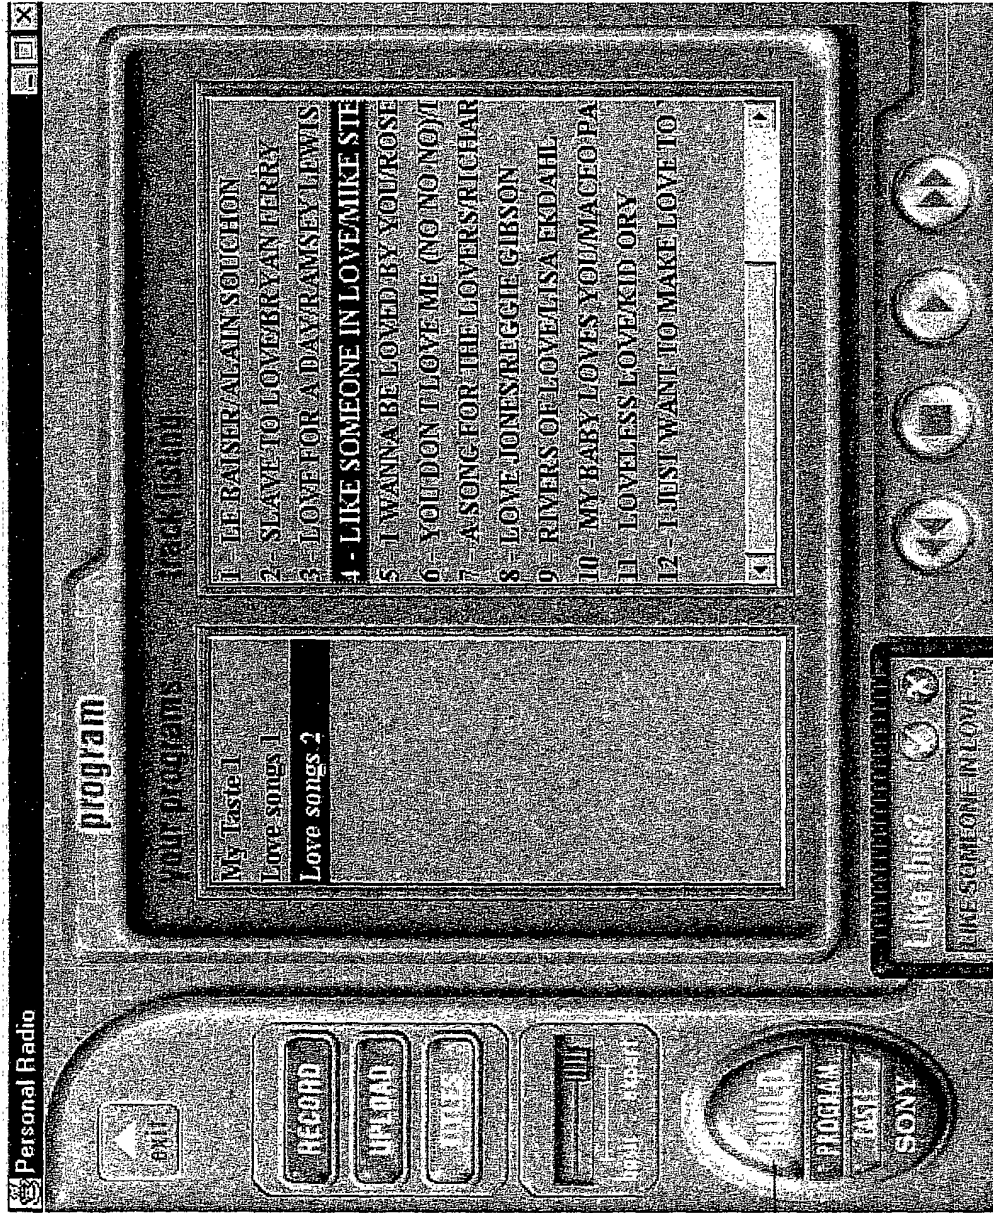 Personal Radio
exit
RECORD
UPLOAD
SONY
PROGRAM
TASTE
program
your programs
My Taste 1
Love songs 1
Love songs 2
track listing
1 - LE BAISER/ALAIN SOUCHON
2 - SLAVE TO LOVE/BRYAN FERRY
3 - LOVE FOR A DAY/RAMSEY LEWIS
4 - LIKE SOMEONE IN LOVE/MIKE STE
5 - I WANNA BE LOVED BY YOU/ROSE
6 - YOU DON T LOVE ME (NO NO NO)/
7 - A SONG FOR THE LOVERS/RICHAR
8 - LOVE JONES/REGGIE GIBSON
9 - RIVERS OF LOVE/LISA EKDAHL
10 - MY BABY LOVES YOU/MACEO PA
11 - LOVELESS LOVE/KID ORY
12 - I JUST WANT TO MAKE LOVE TO
Liking?
LIKE SOMEONE IN LOVE